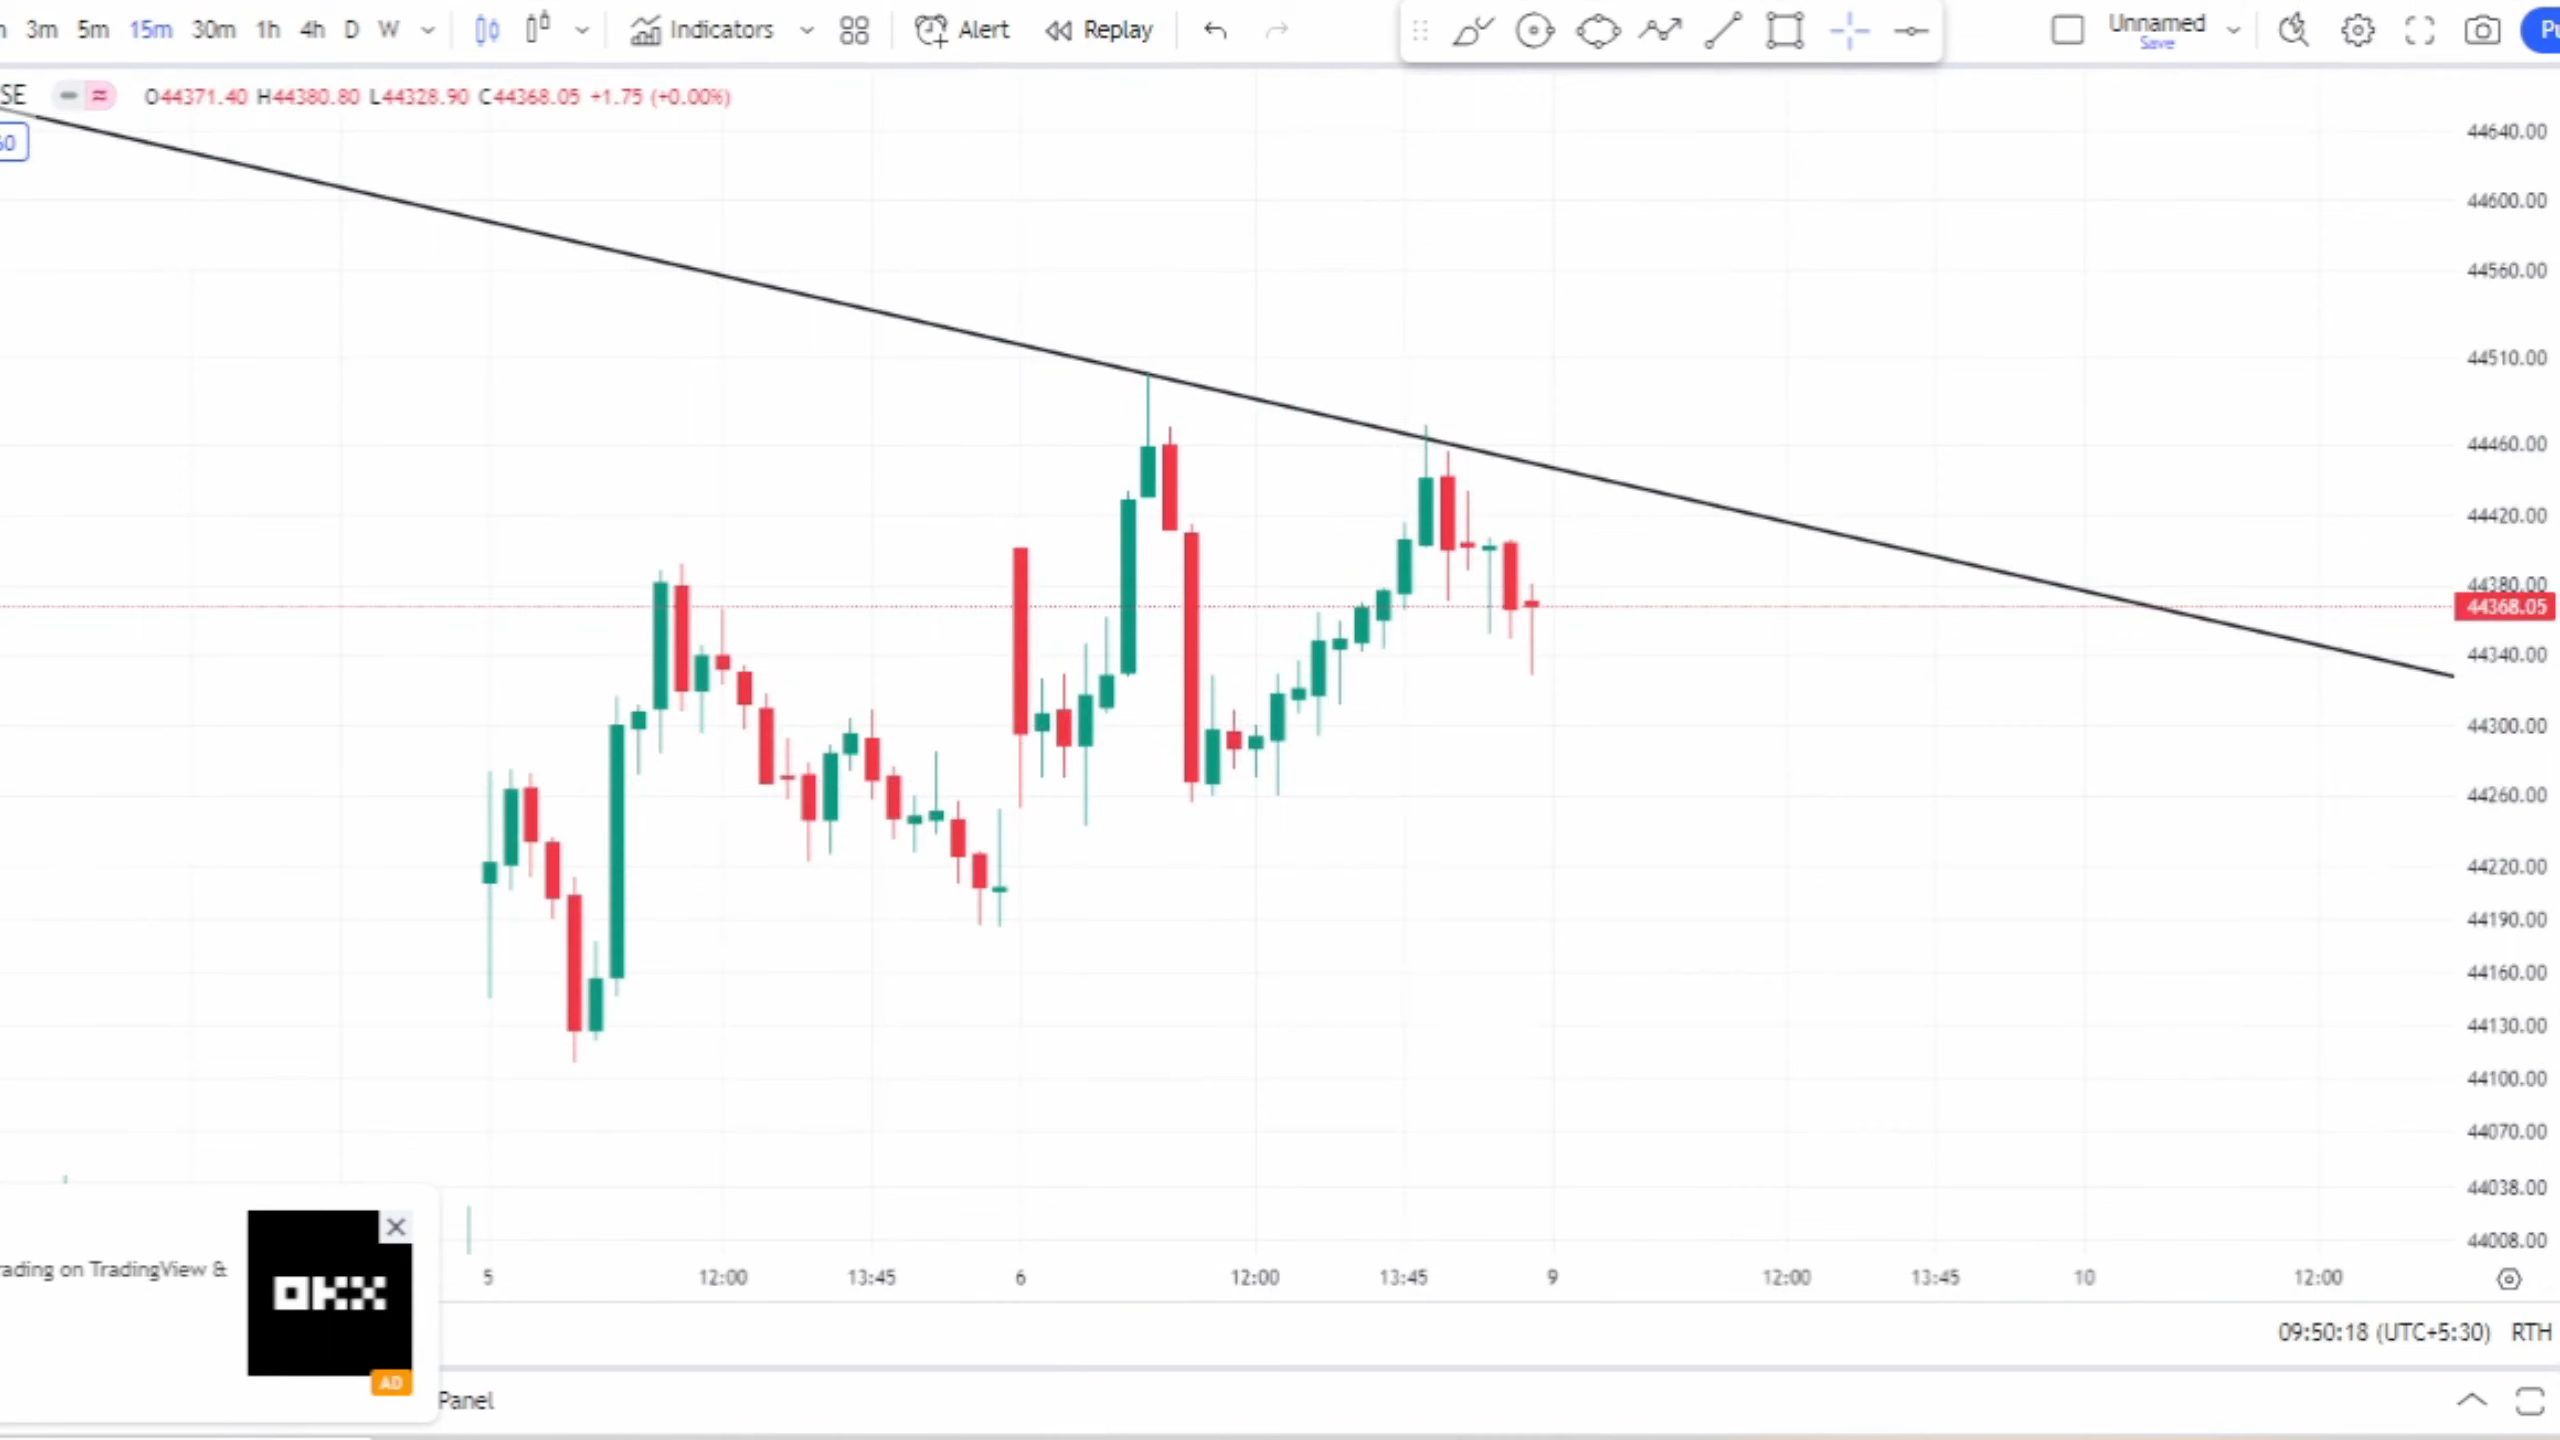 3m 5m 15m 30m 1h 4h D W Indicators Alert Replay Unnamed
Save
SE O44371.40 H44380.80 L44328.90 C44368.05 +1.75 (+0.00%)
44640.00
44600.00
44560.00
44510.00
44460.00
44420.00
44380.00
44368.05
44340.00
44300.00
44260.00
44220.00
44190.00
44160.00
44130.00
44100.00
44070.00
44038.00
44008.00
5 12:00 13:45 6 12:00 13:45 9 12:00 13:45 10 12:00
rading on TradingView &
OKX
AD
09:50:18 (UTC+5:30) RTH
Panel